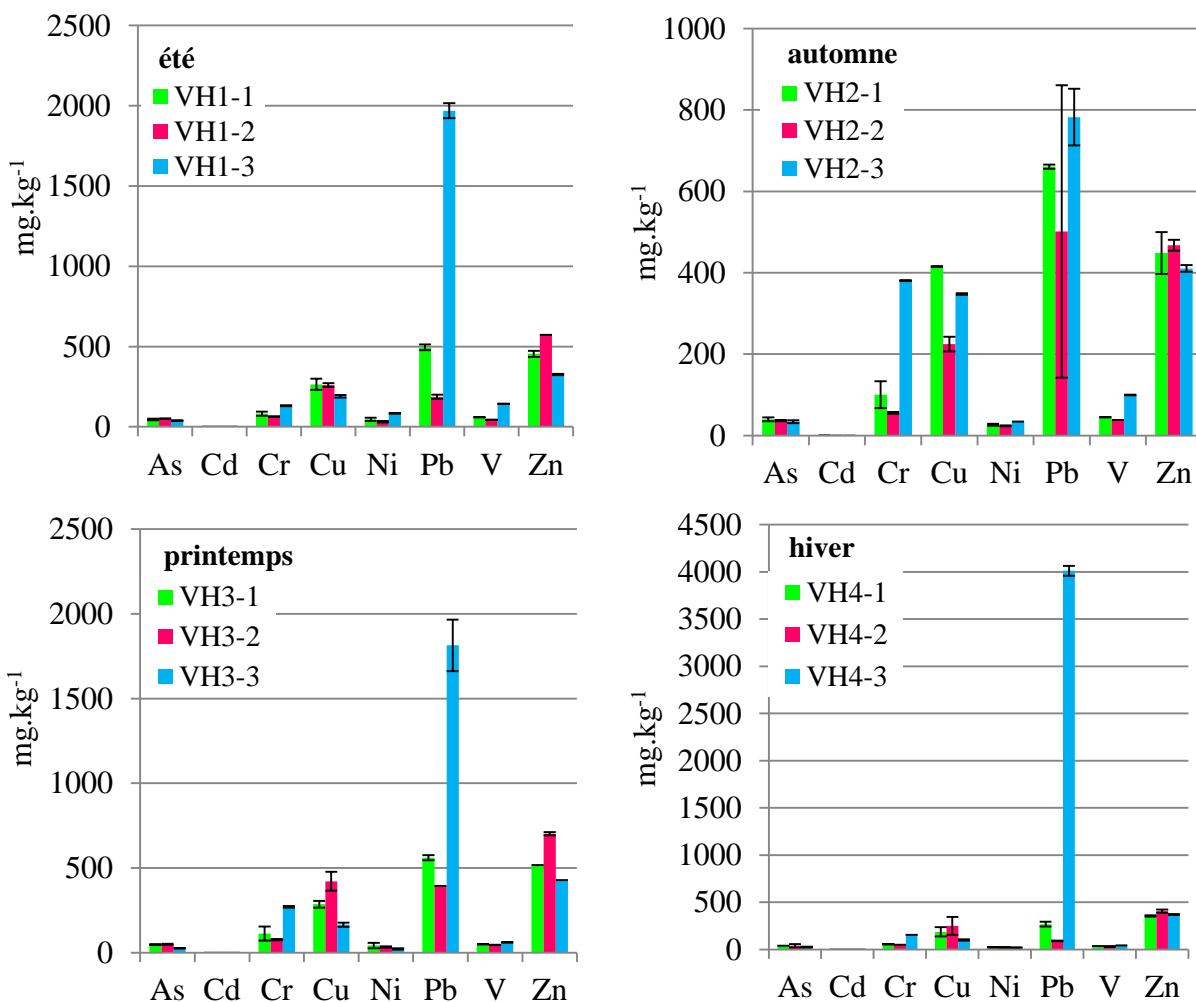 été
VH1-1
VH1-2
VH1-3
2500
2000
1500
1000
500
0
mg.kg-1
As Cd Cr Cu Ni Pb V Zn
automne
VH2-1
VH2-2
VH2-3
1000
800
600
400
200
0
mg.kg-1
As Cd Cr Cu Ni Pb V Zn
printemps
VH3-1
VH3-2
VH3-3
2500
2000
1500
1000
500
0
mg.kg-1
As Cd Cr Cu Ni Pb V Zn
hiver
VH4-1
VH4-2
VH4-3
4500
4000
3500
3000
2500
2000
1500
1000
500
0
mg.kg-1
As Cd Cr Cu Ni Pb V Zn